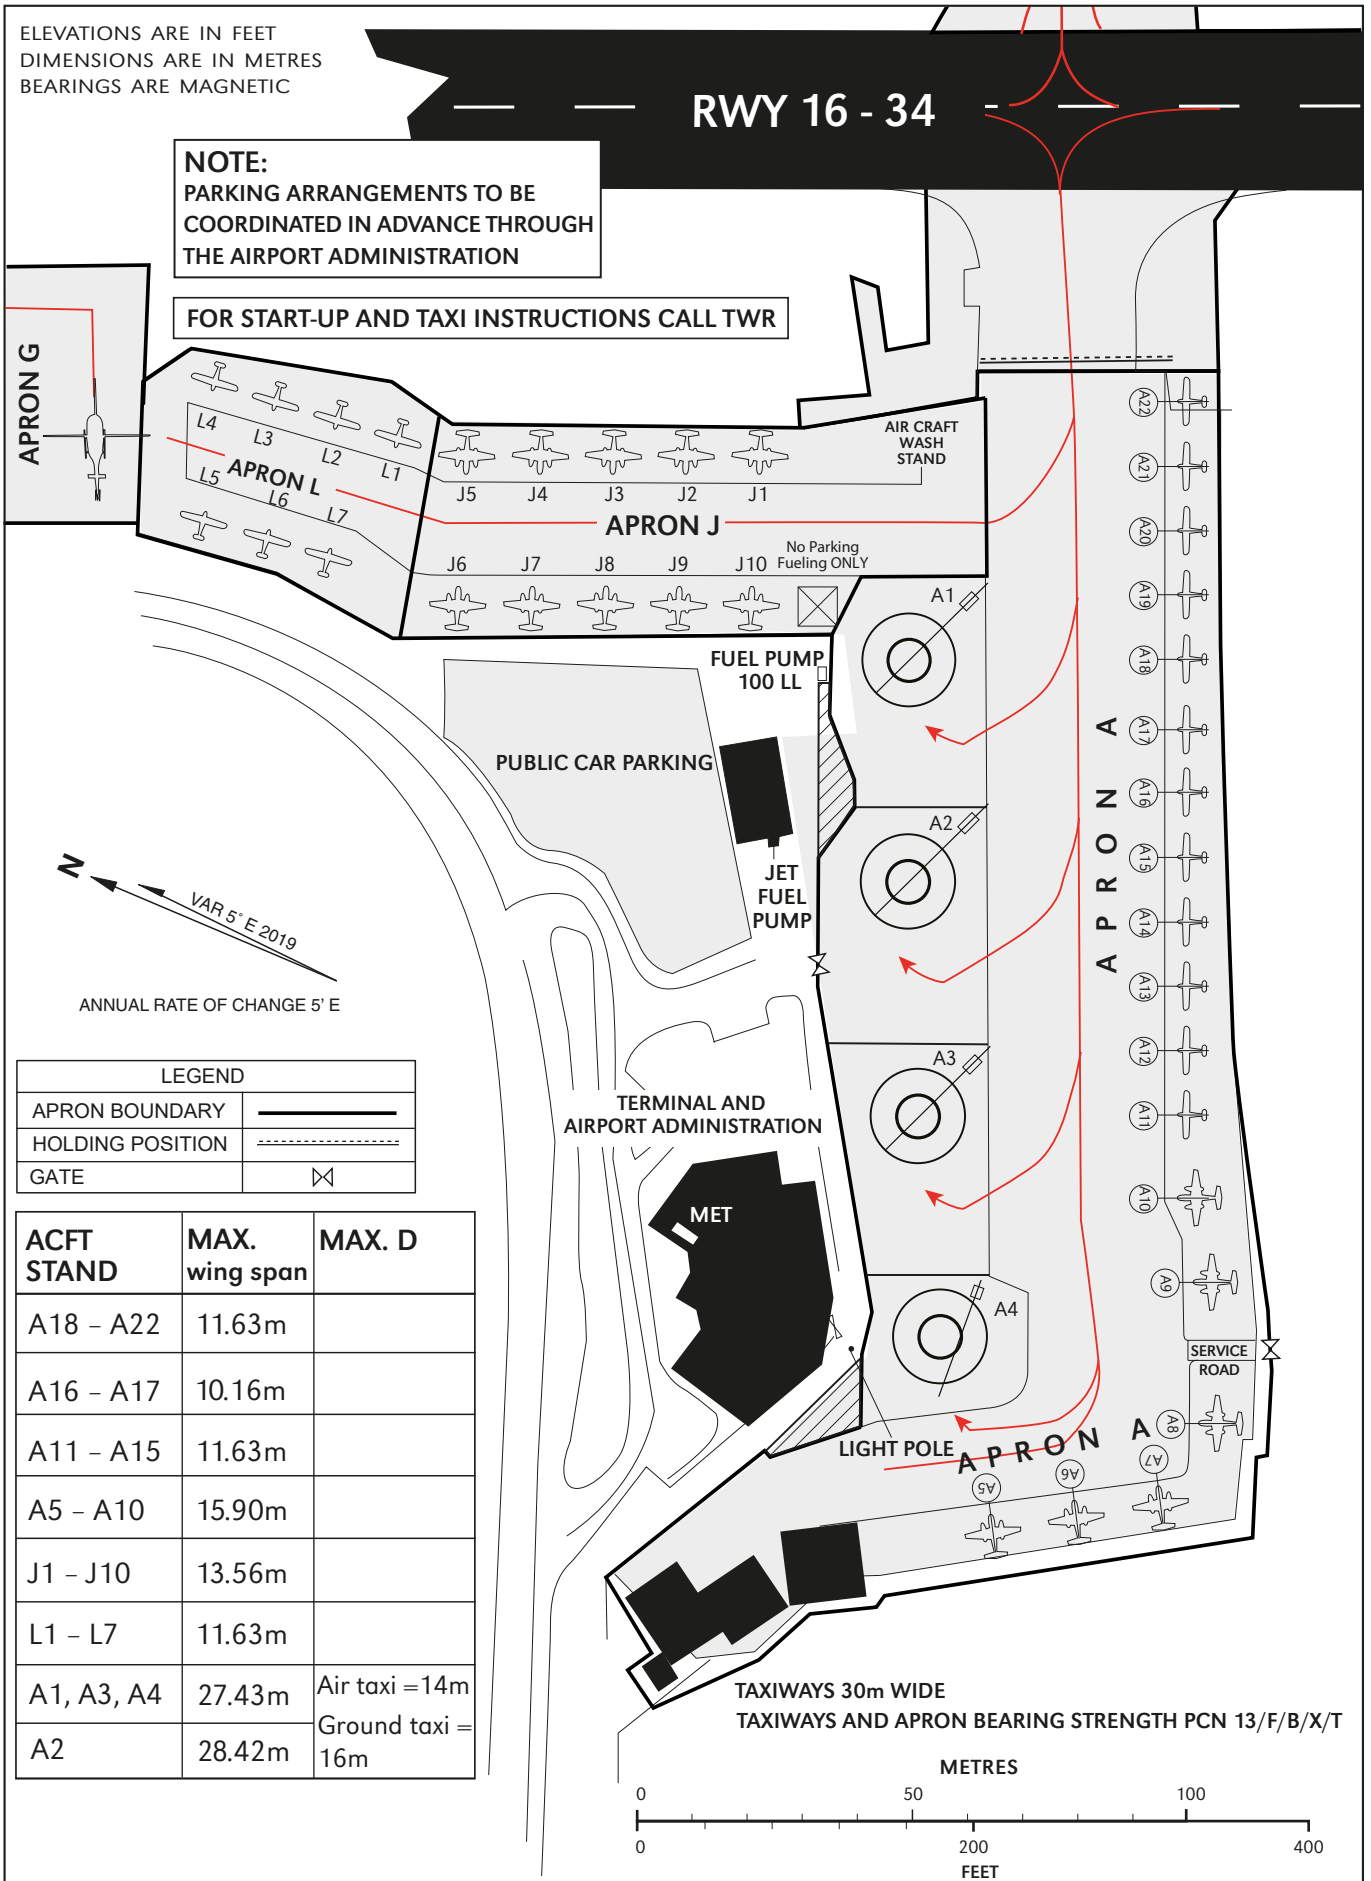 ELEVATIONS ARE IN FEET
DIMENSIONS ARE IN METRES
BEARINGS ARE MAGNETIC
RWY 16 - 34
NOTE:
PARKING ARRANGEMENTS TO BE
COORDINATED IN ADVANCE THROUGH
THE AIRPORT ADMINISTRATION
FOR START-UP AND TAXI INSTRUCTIONS CALL TWR
APRON G
L4
L3
L2
L1
APRON L
L5
L6
L7
J5
J4
J3
J2
J1
AIR CRAFT
WASH
STAND
APRON J
J6
J7
J8
J9
J10
No Parking
Fueling ONLY
A22
A21
A20
A19
A18
A17
A16
A15
A14
A13
A12
A11
A10
A9
A8
A7
A6
A5
A1
A2
A3
A4
APRON A
APRON A
SERVICE
ROAD
FUEL PUMP
100 LL
PUBLIC CAR PARKING
JET
FUEL
PUMP
N
VAR 5° E 2019
ANNUAL RATE OF CHANGE 5' E
LEGEND
APRON BOUNDARY
HOLDING POSITION
GATE
TERMINAL AND
AIRPORT ADMINISTRATION
MET
LIGHT POLE
ACFT STAND MAX. wing span MAX. D
A18 – A22 11.63m
A16 – A17 10.16m
A11 – A15 11.63m
A5 – A10 15.90m
J1 – J10 13.56m
L1 – L7 11.63m
A1, A3, A4 27.43m
A2 28.42m
Air taxi =14m
Ground taxi =
16m
TAXIWAYS 30m WIDE
TAXIWAYS AND APRON BEARING STRENGTH PCN 13/F/B/X/T
METRES
0 50 100
0 200 400
FEET